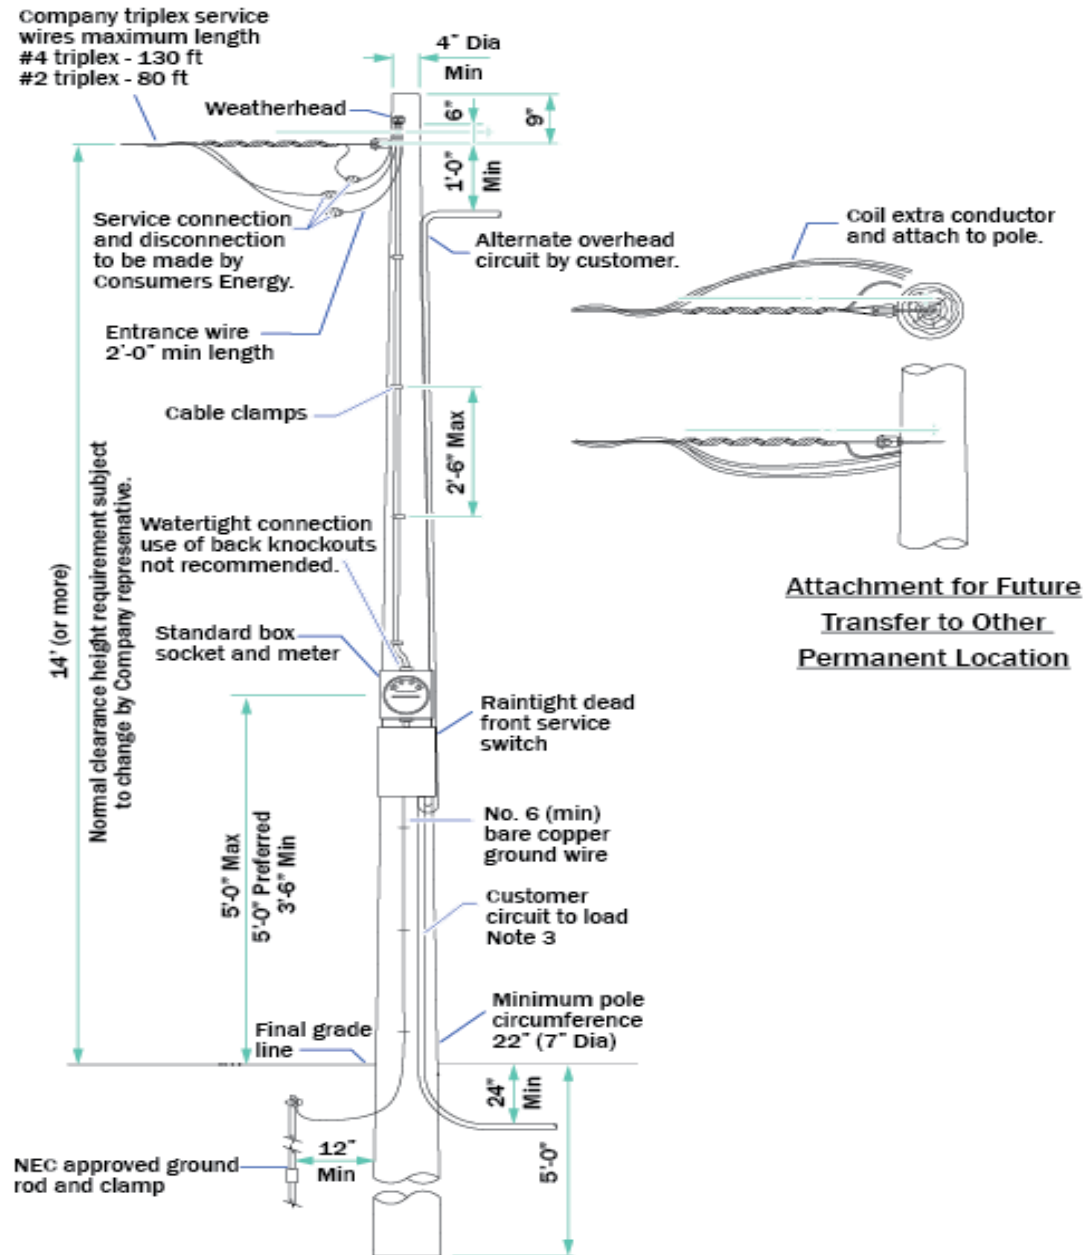 Company triplex service
wires maximum length
#4 triplex - 130 ft
#2 triplex - 80 ft
4" Dia
Min
Weatherhead
6"
9"
1'-0"
Min
Service connection
and disconnection
to be made by
Consumers Energy.
Alternate overhead
circuit by customer.
Coil extra conductor
and attach to pole.
Entrance wire
2'-0" min length
Cable clamps
2'-6" Max
Watertight connection
use of back knockouts
not recommended.
14' (or more)
Normal clearance height requirement subject
to change by Company represenative.
Attachment for Future
Transfer to Other
Permanent Location
Standard box
socket and meter
Raintight dead
front service
switch
5'-0" Max
5'-0" Preferred
3'-6" Min
No. 6 (min)
bare copper
ground wire
Customer
circuit to load
Note 3
Minimum pole
circumference
22" (7" Dia)
Final grade
line
24"
Min
12"
Min
5'-0"
NEC approved ground
rod and clamp